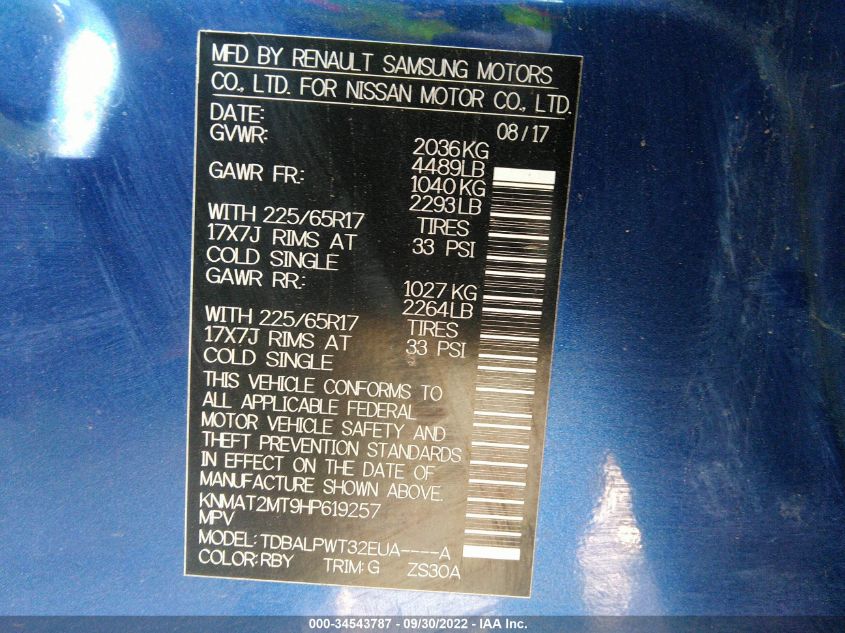 MFD BY RENAULT SAMSUNG MOTORS
CO., LTD. FOR NISSAN MOTOR CO., LTD.
DATE: 08/17
GVWR: 2036KG
4489LB
GAWR FR: 1040KG
2293LB
WITH 225/65R17 TIRES
17X7J RIMS AT 33 PSI
COLD SINGLE
GAWR RR: 1027KG
2264LB
WITH 225/65R17 TIRES
17X7J RIMS AT 33 PSI
COLD SINGLE
THIS VEHICLE CONFORMS TO
ALL APPLICABLE FEDERAL
MOTOR VEHICLE SAFETY AND
THEFT PREVENTION STANDARDS
IN EFFECT ON THE DATE OF
MANUFACTURE SHOWN ABOVE.
KNMAT2MT9HP619257
MPV
MODEL:TDBALPWT32EUA----A
COLOR:RBY TRIM:G ZS30A
000-34543787 - 09/30/2022 - IAA Inc.